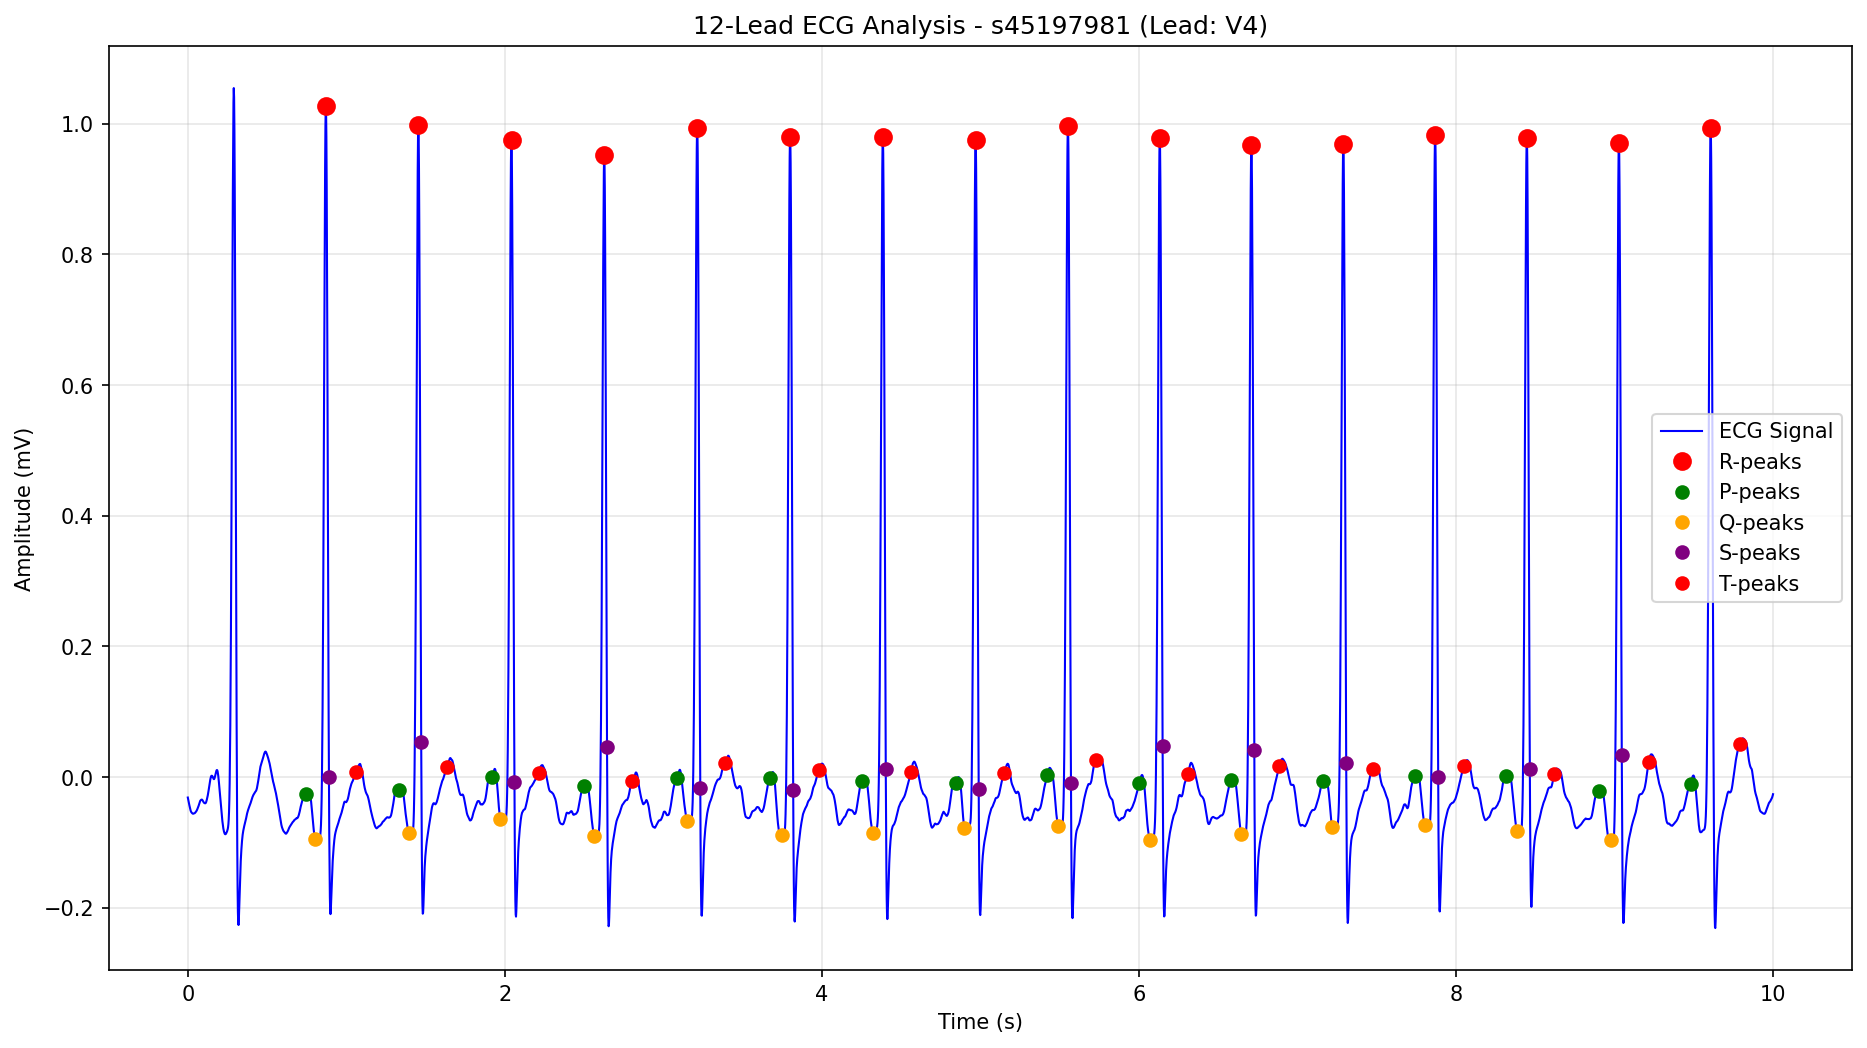 12-Lead ECG Analysis - s45197981 (Lead: V4)
Amplitude (mV)
1.0
0.8
0.6
0.4
0.2
0.0
−0.2
ECG Signal
R-peaks
P-peaks
Q-peaks
S-peaks
T-peaks
0 2 4 6 8 10
Time (s)